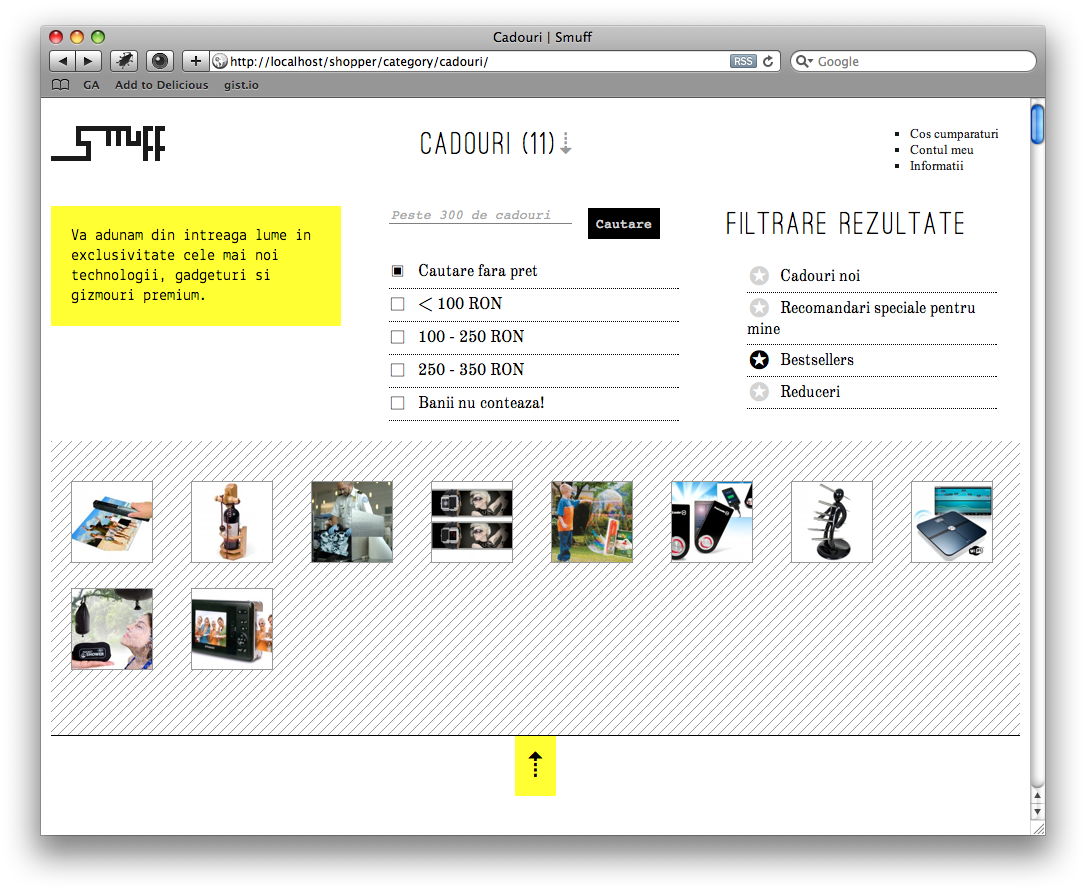 Cadouri | Smuff
http://localhost/shopper/category/cadouri/
RSS
Google
GA
Add to Delicious
gist.io
smuff
CADOURI (11)
Cos cumparaturi
Contul meu
Informatii
Va adunam din intreaga lume in
exclusivitate cele mai noi
technologii, gadgeturi si
gizmouri premium.
Peste 300 de cadouri
Cautare
Cautare fara pret
< 100 RON
100 - 250 RON
250 - 350 RON
Banii nu conteaza!
FILTRARE REZULTATE
Cadouri noi
Recomandari speciale pentru
mine
Bestsellers
Reduceri
SHOWER